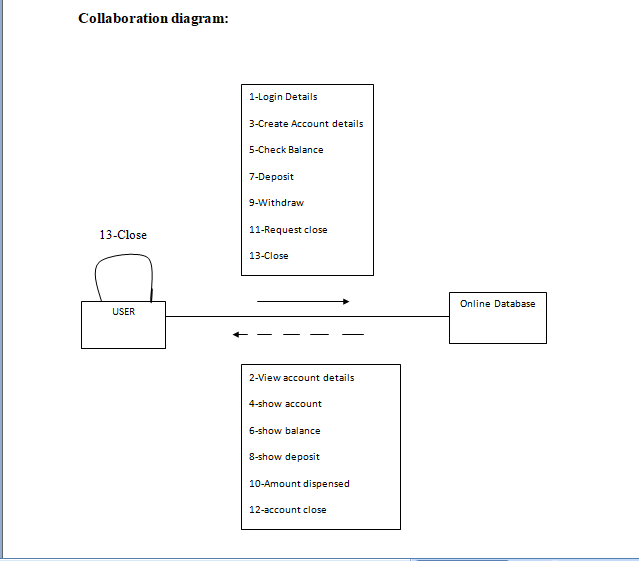 Collaboration diagram:
1-Login Details
3-Create Account details
5-Check Balance
7-Deposit
9-Withdraw
11-Request close
13-Close
13-Close
USER
Online Database
2-View account details
4-show account
6-show balance
8-show deposit
10-Amount dispensed
12-account close